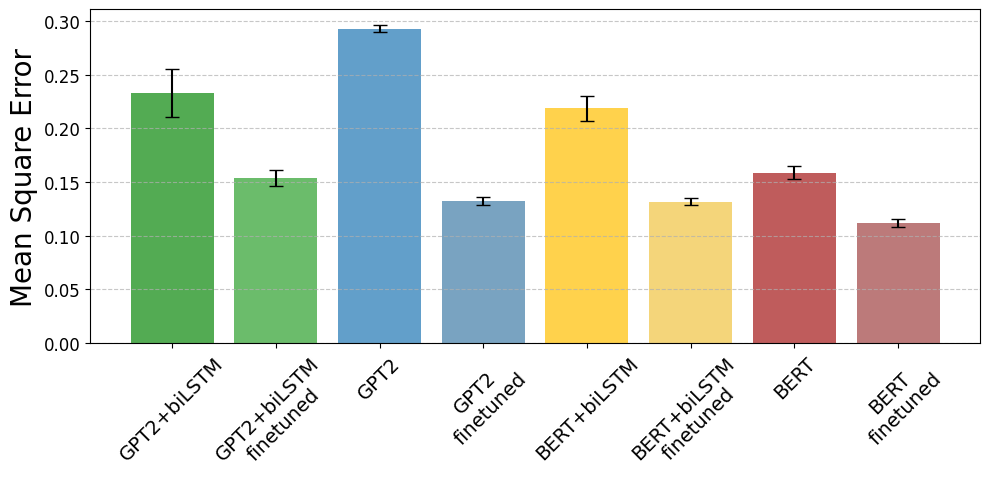 Mean Square Error
0.30
0.25
0.20
0.15
0.10
0.05
0.00
GPT2+biLSTM
GPT2+biLSTM
finetuned
GPT2
GPT2
finetuned
BERT+biLSTM
BERT+biLSTM
finetuned
BERT
BERT
finetuned